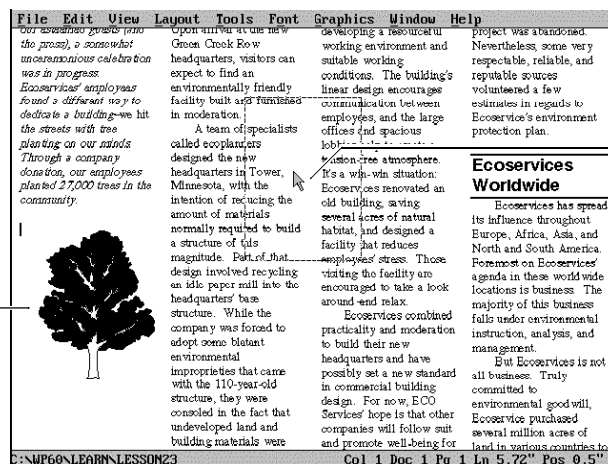 File Edit View Layout Tools Font Graphics Window Help
our esteemed guests (and
the press), a somewhat
unceremonious celebration
was in progress.
Ecoservices' employees
found a different way to
dedicate a building–we hit
the streets with tree
planting on our minds.
Through a company
donation, our employees
planted 27,000 trees in the
community.
Upon arrival at the new
Green Creek Row
headquarters, visitors can
expect to find an
environmentally friendly
facility built and furnished
in moderation.
A team of specialists
called ecoplanners
designed the new
headquarters in Tower,
Minnesota, with the
intention of reducing the
amount of materials
normally required to build
a structure of this
magnitude. Part of that
design involved recycling
an idle paper mill into the
headquarters' base
structure. While the
company was forced to
adopt some blatant
environmental
improprieties that came
with the 110-year-old
structure, they were
consoled in the fact that
undeveloped land and
building materials were
developing a resourceful
working environment and
suitable working
conditions. The building's
linear design encourages
communication between
employees, and the large
offices and spacious
lobbies help to create a
tension-free atmosphere.
It's a win-win situation:
Ecoservices renovated an
old building, saving
several acres of natural
habitat, and designed a
facility that reduces
employees' stress. Those
visiting the facility are
encouraged to take a look
around and relax.
Ecoservices combined
practicality and moderation
to build their new
headquarters and have
possibly set a new standard
in commercial building
design. For now, ECO
Services' hope is that other
companies will follow suit
and promote well-being for
project was abandoned.
Nevertheless, some very
respectable, reliable, and
reputable sources
volunteered a few
estimates in regards to
Ecoservice's environment
protection plan.
Ecoservices
Worldwide
Ecoservices has spread
its influence throughout
Europe, Africa, Asia, and
North and South America.
Foremost on Ecoservices'
agenda in these world wide
locations is business. The
majority of this business
falls under environmental
instruction, analysis, and
management.
But Ecoservices is not
all business. Truly
committed to
environmental good will,
Ecoservice purchased
several million acres of
land in various countries to
C:\WP60\LEARN\LESSON23 Col 1 Doc 1 Pg 1 Ln 5.72" Pos 0.5"